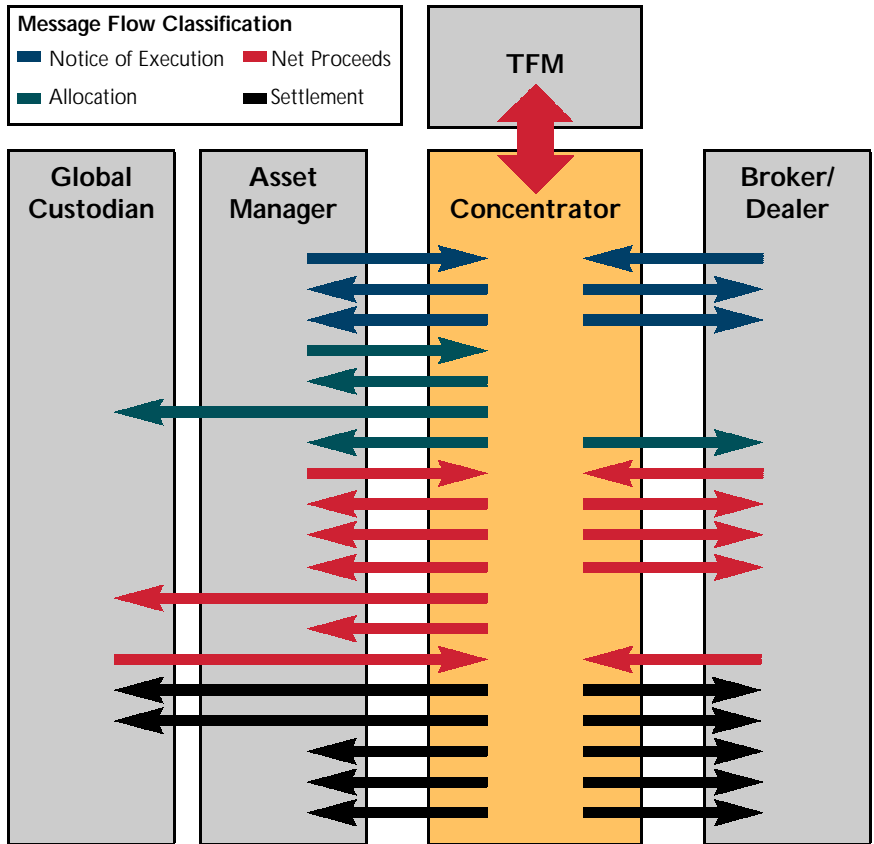 Message Flow Classification
Notice of Execution Net Proceeds
Allocation Settlement
TFM
Global
Custodian
Asset
Manager
Concentrator
Broker/
Dealer